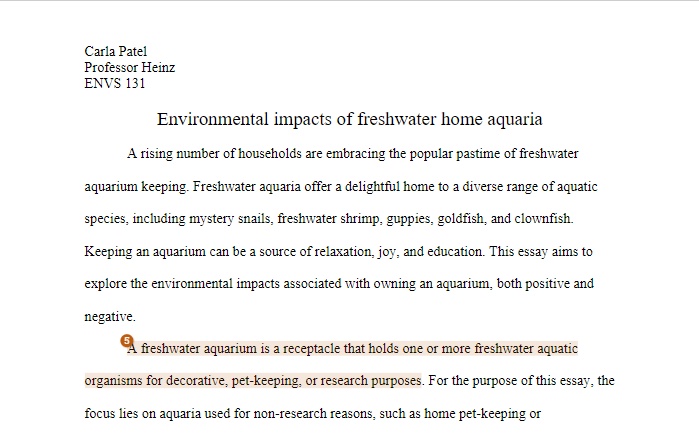 Carla Patel
Professor Heinz
ENVS 131
Environmental impacts of freshwater home aquaria
A rising number of households are embracing the popular pastime of freshwater
aquarium keeping. Freshwater aquaria offer a delightful home to a diverse range of aquatic
species, including mystery snails, freshwater shrimp, guppies, goldfish, and clownfish.
Keeping an aquarium can be a source of relaxation, joy, and education. This essay aims to
explore the environmental impacts associated with owning an aquarium, both positive and
negative.
5
A freshwater aquarium is a receptacle that holds one or more freshwater aquatic
organisms for decorative, pet-keeping, or research purposes. For the purpose of this essay, the
focus lies on aquaria used for non-research reasons, such as home pet-keeping or